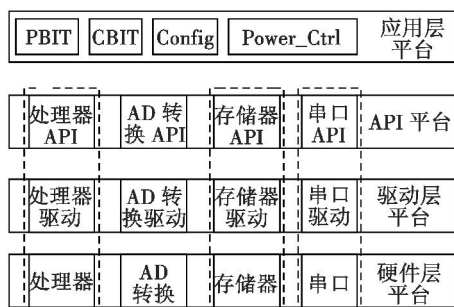 PBIT CBIT Config Power_Ctrl 应用层
平台
处理器 AD 转 存储器 串口 API 平台
API 换 API API API
处理器 AD 转 存储器 串口 驱动层
驱动 换驱动 驱动 驱动 平台
处理器 AD 存储器 串口 硬件层
转换 平台